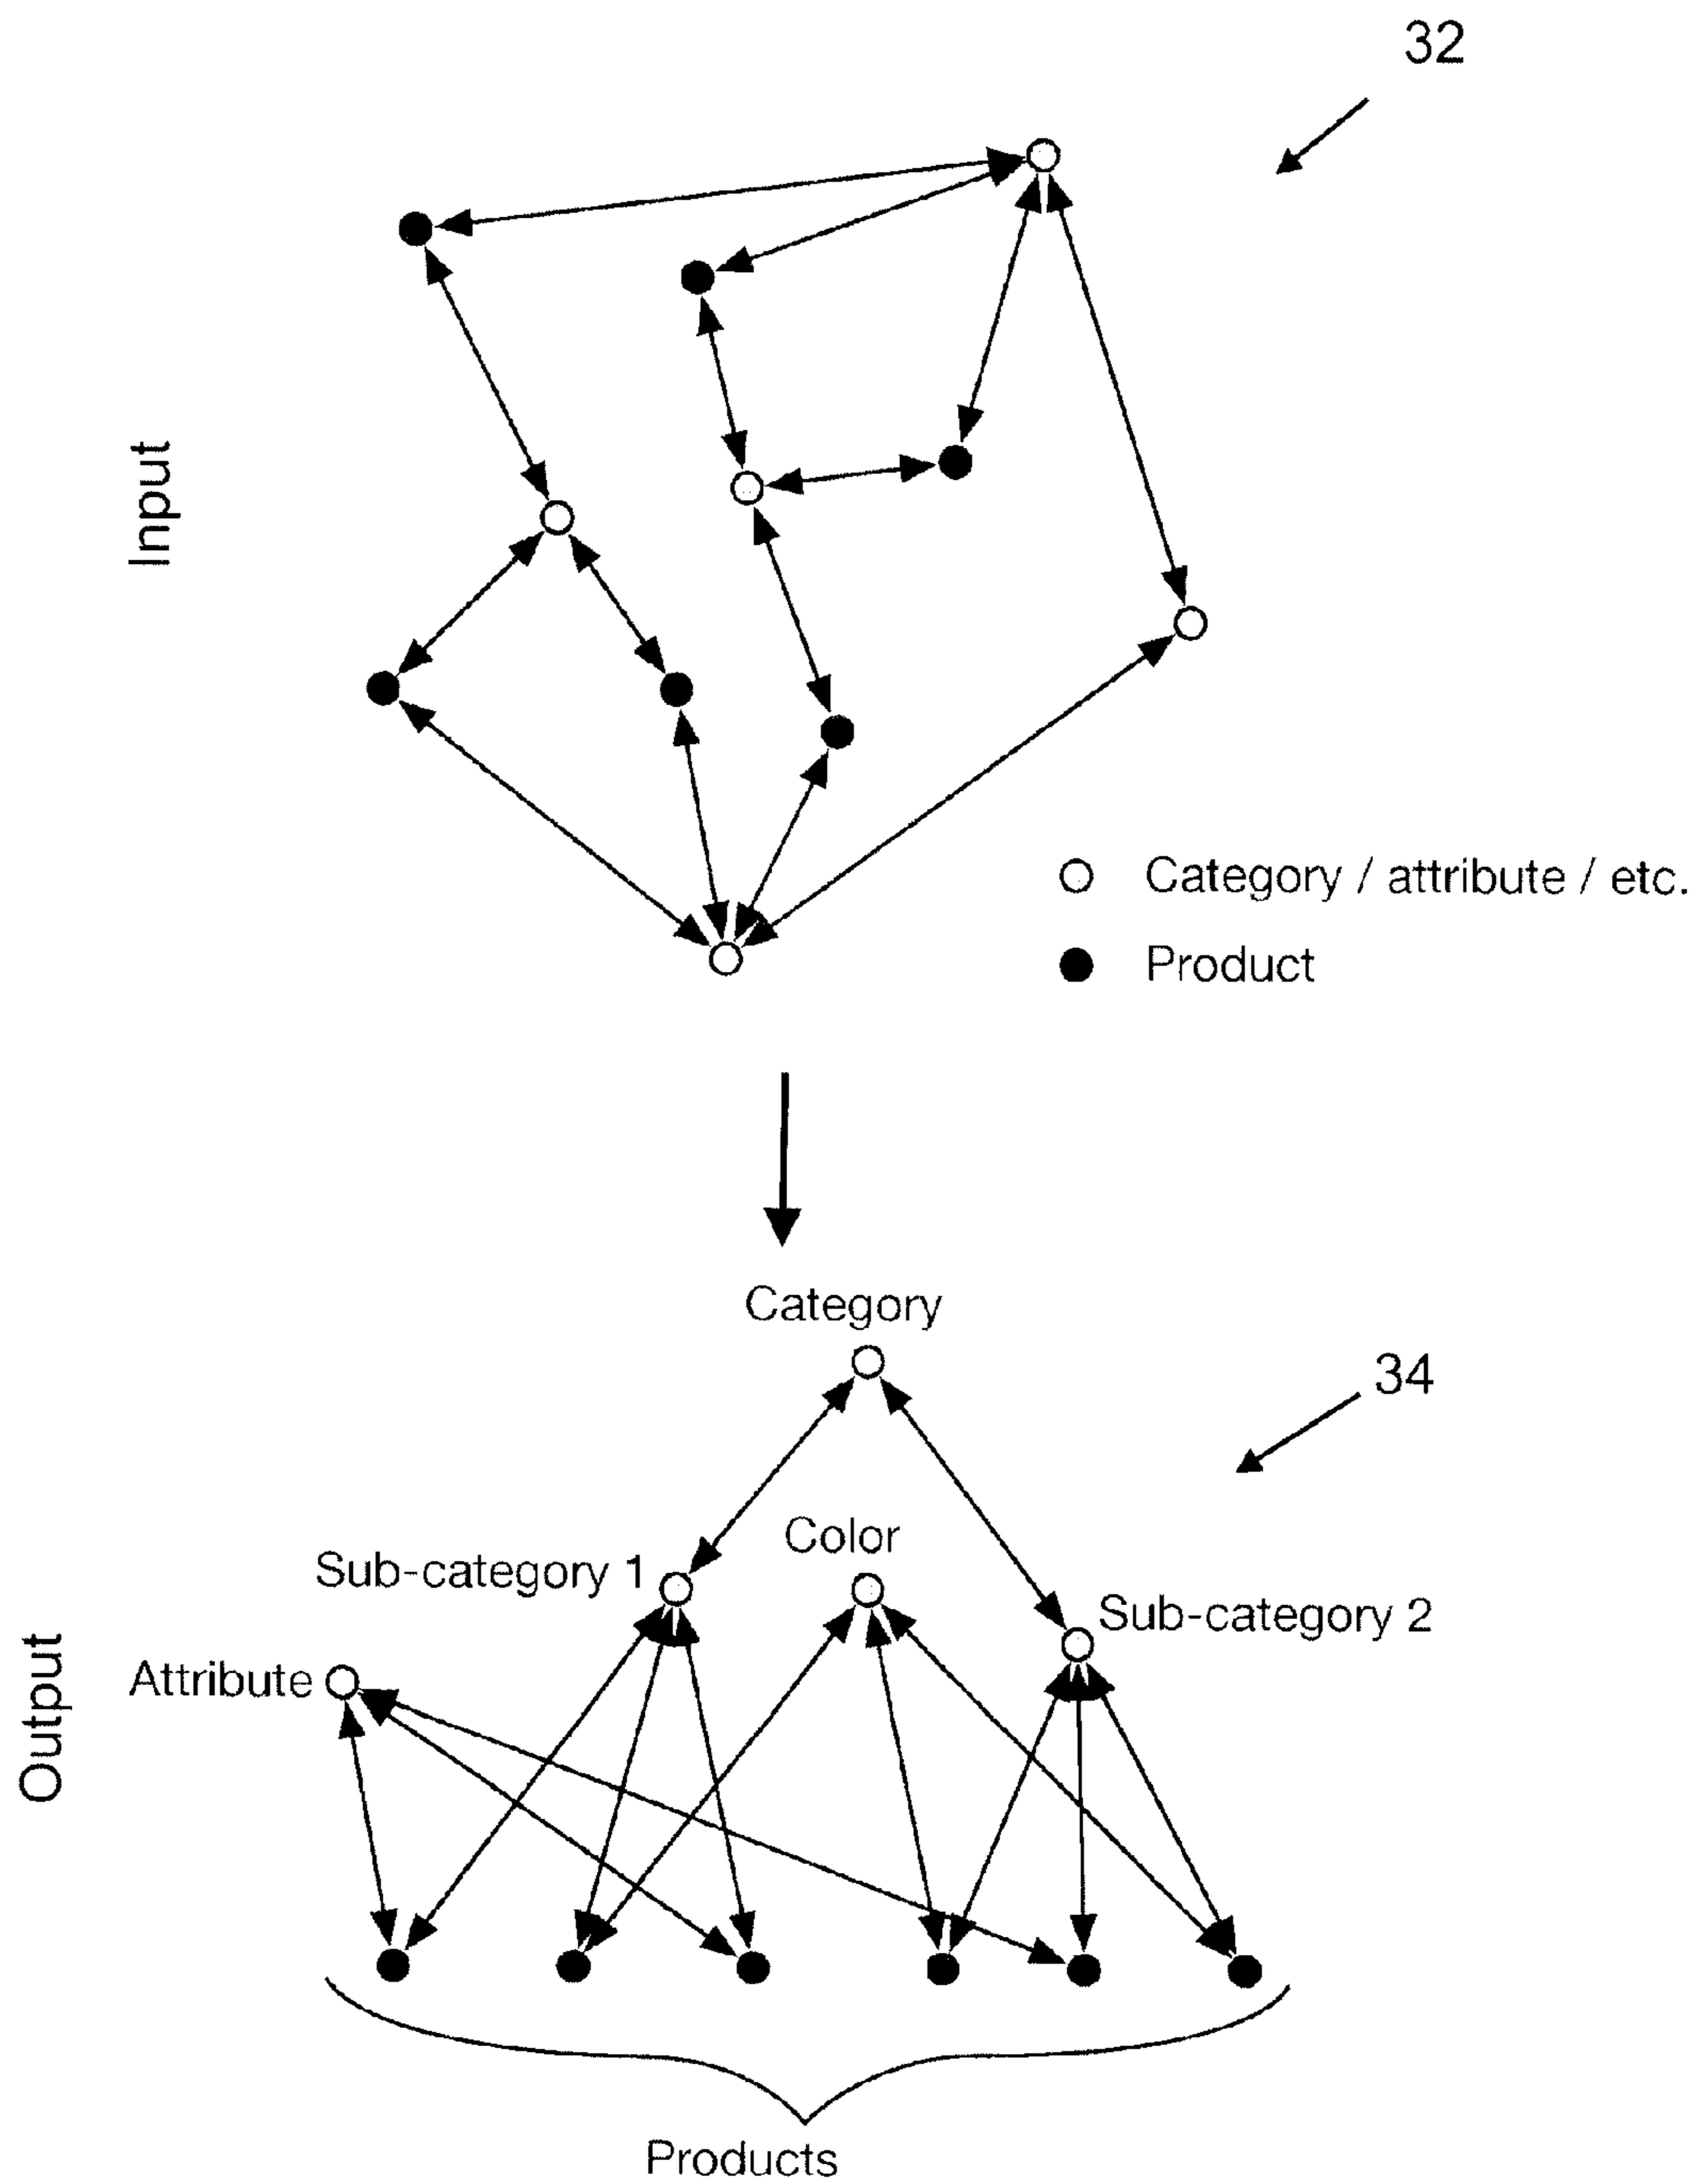 32
Input
Category / attribute / etc.
Product
Category
34
Color
Sub-category 1
Sub-category 2
Attribute
Output
Products